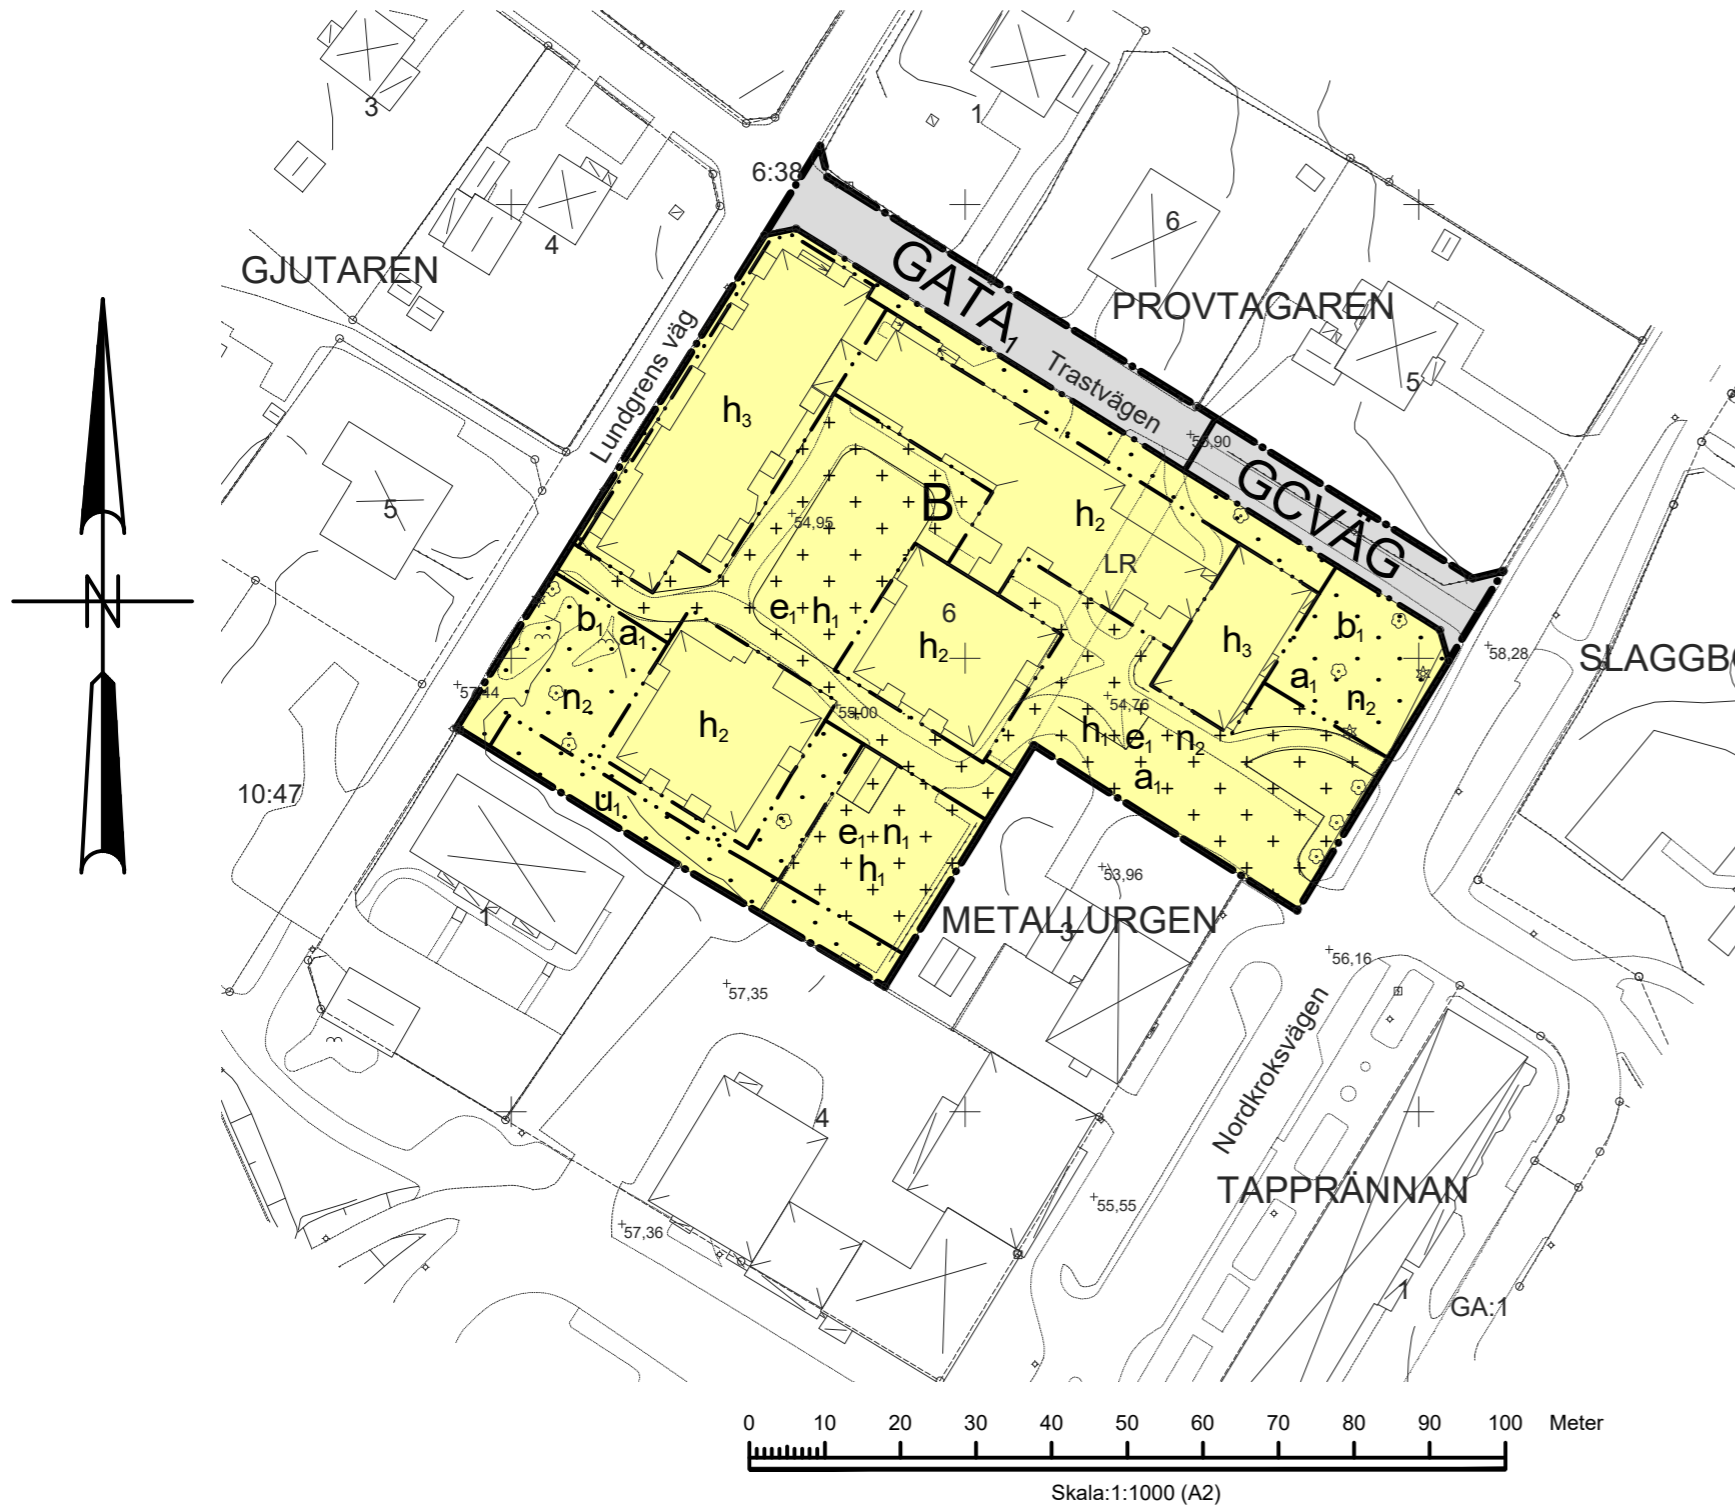 3
1
6:38
4
6
GJUTAREN
GATA1
PROVTAGAREN
Lundgrens väg
Trastvägen
5
h3
GCVÄG
5
B
54,95
h2
LR
e1 h1
6
b1 a1
h2
h3
b1
58,28
57,44
n2
a1
n2
55,00
54,76
h2
h1 e1 n2
a1
10:47
u1
e1 n1
h1
53,96
1
METALLURGEN
3
56,16
57,35
Nordkroksvägen
4
TAPPRÄNNAN
55,55
57,36
1
GA:1
0 10 20 30 40 50 60 70 80 90 100 Meter
Skala:1:1000 (A2)
N